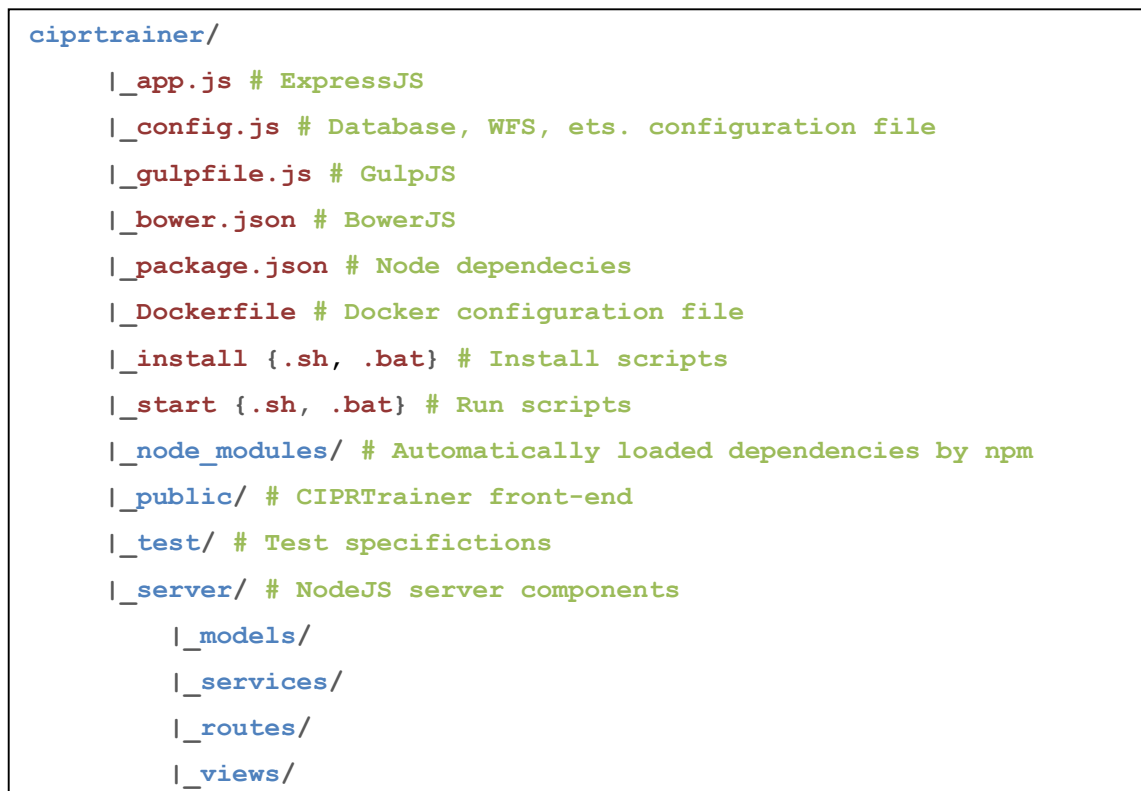 ciprtrainer/
|_app.js # ExpressJS
|_config.js # Database, WFS, ets. configuration file
|_gulpfile.js # GulpJS
|_bower.json # BowerJS
|_package.json # Node dependecies
|_Dockerfile # Docker configuration file
|_install {.sh, .bat} # Install scripts
|_start {.sh, .bat} # Run scripts
|_node_modules/ # Automatically loaded dependencies by npm
|_public/ # CIPRTrainer front-end
|_test/ # Test specifictions
|_server/ # NodeJS server components
|_models/
|_services/
|_routes/
|_views/